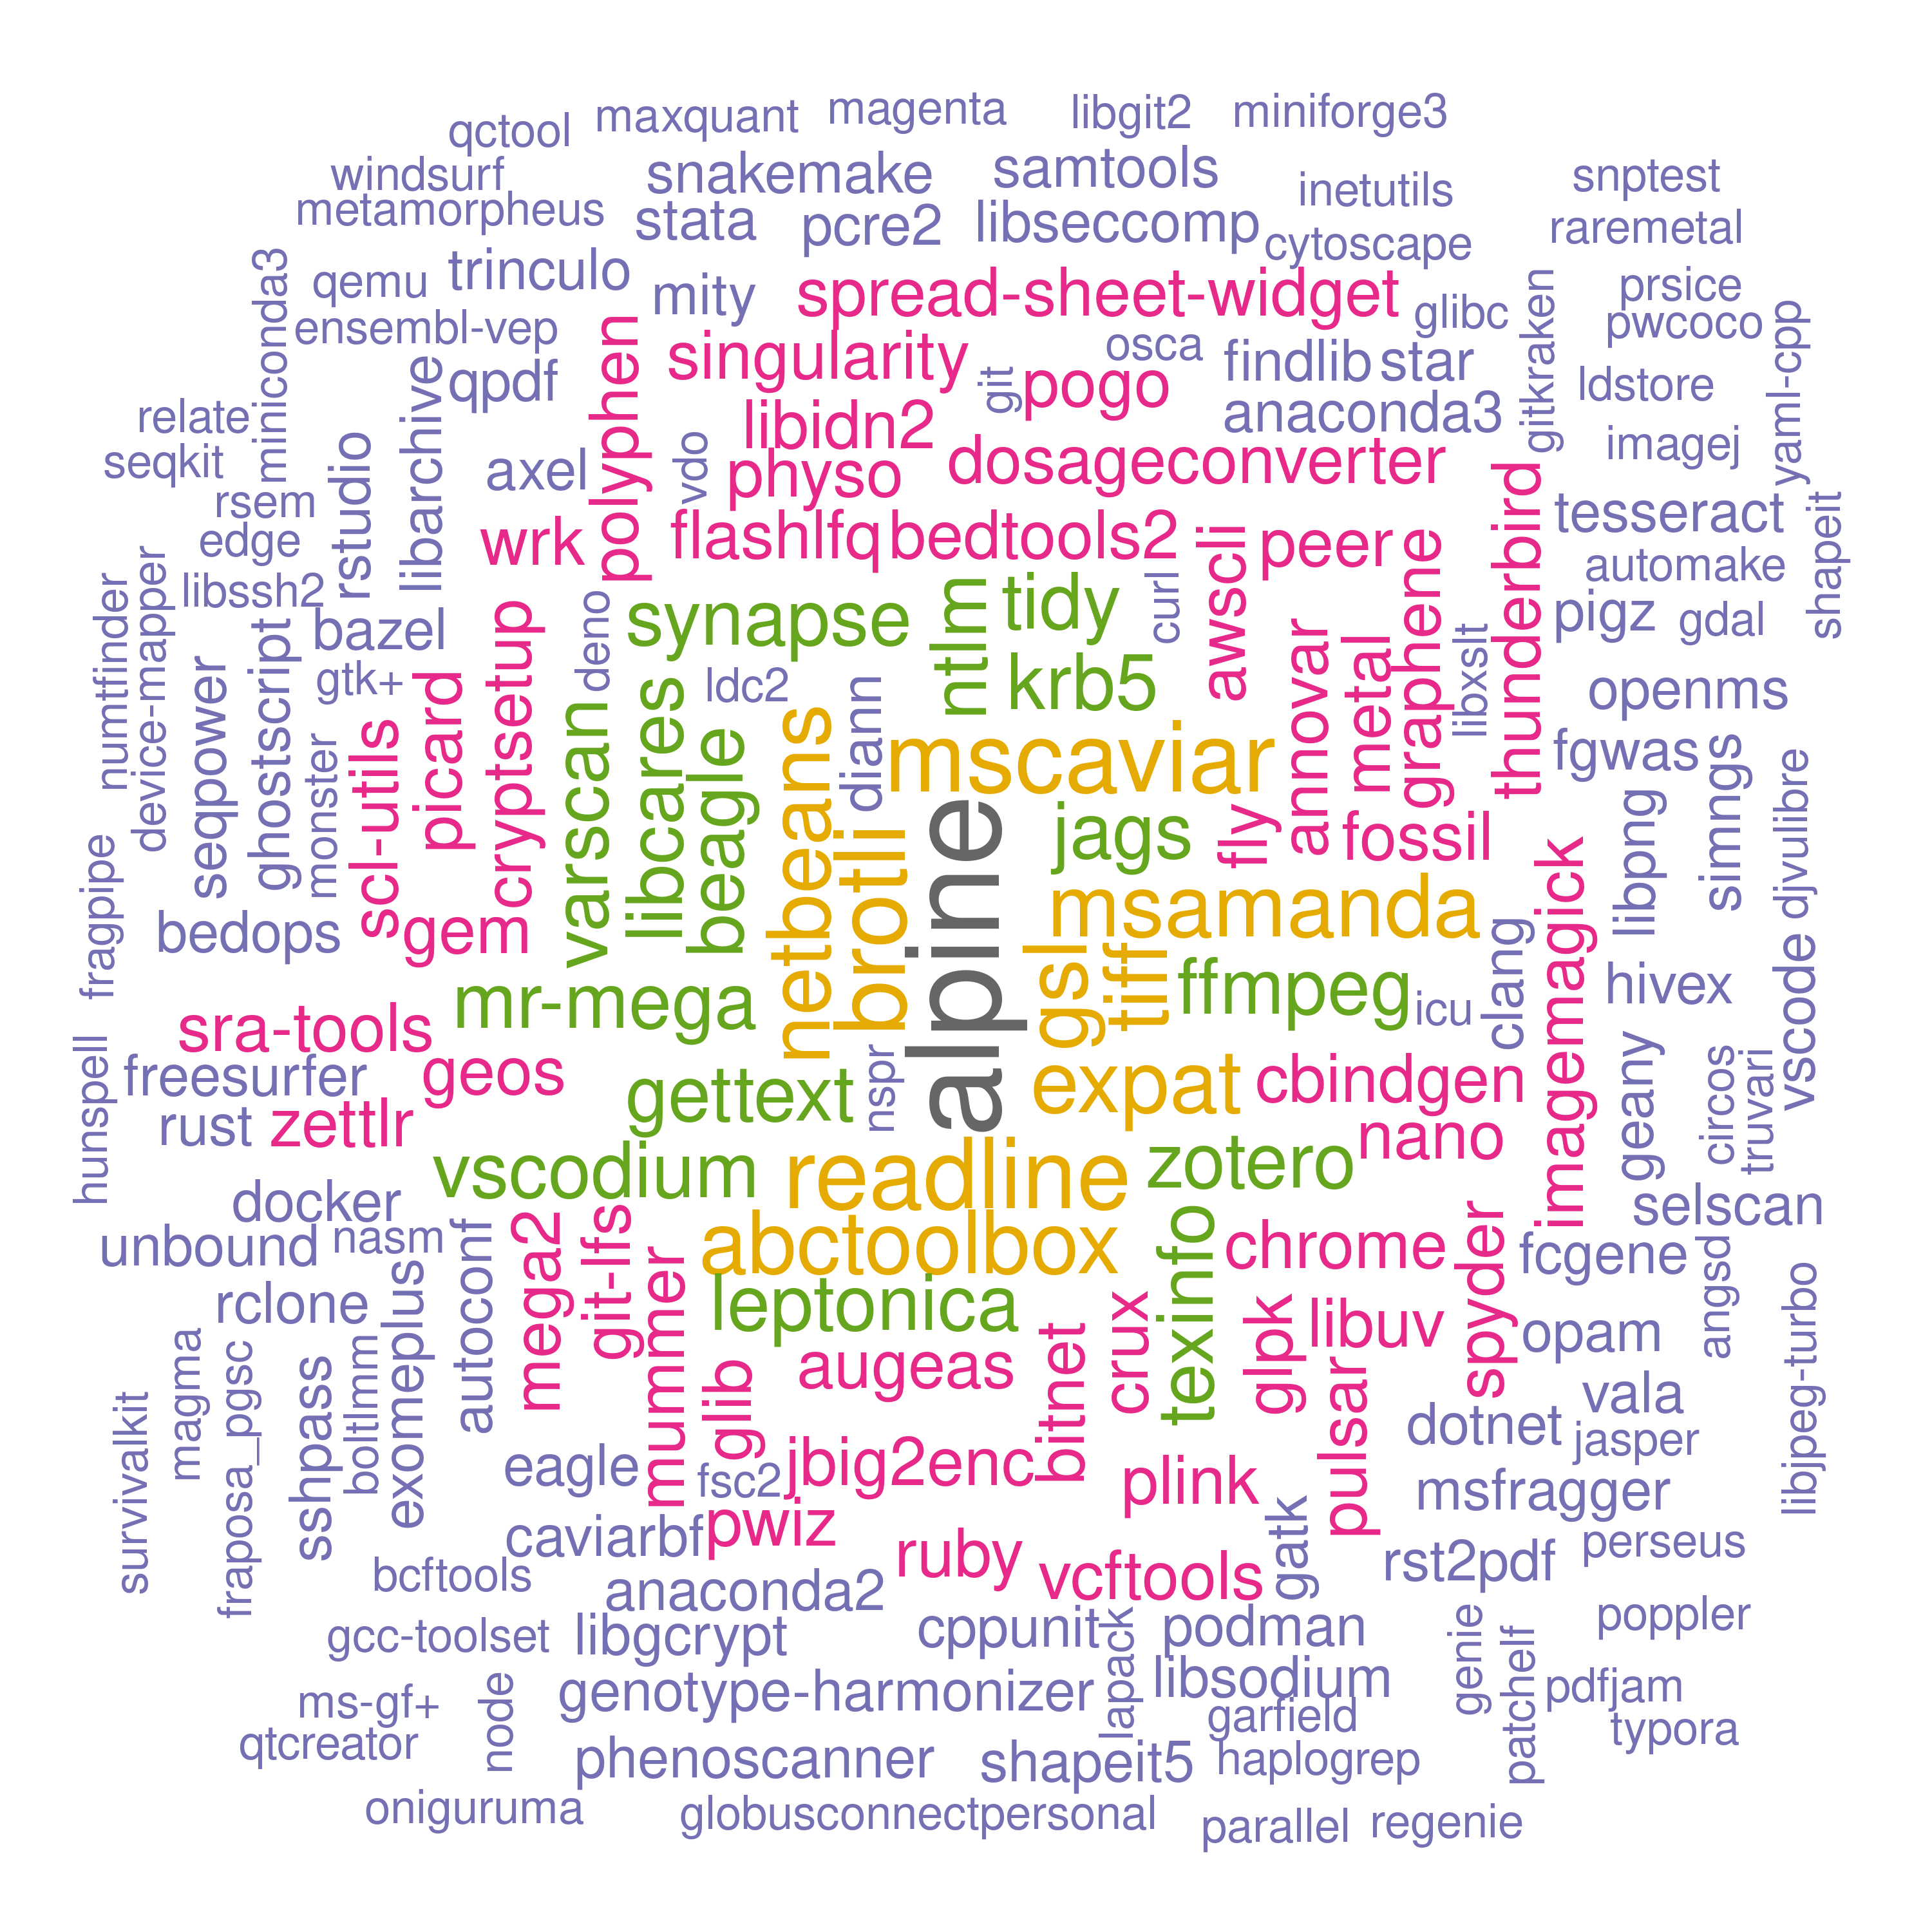 qctool
maxquant
magenta
libgit2
miniforge3
windsurf
snakemake
samtools
inetutils
snptest
metamorpheus
stata
pcre2
libseccomp
cytoscape
raremetal
miniconda3
qemu
trinculo
mity
spread-sheet-widget
glibc
gitkraken
prsice
pwcoco
yaml-cpp
ensembl-vep
polyphen
singularity
osca
findlib
star
ldstore
relate
libarchive
qpdf
git
pogo
anaconda3
imagej
seqkit
rstudio
axel
vdo
libidn2
physo
dosageconverter
thunderbird
tesseract
shapeit
rsem
edge
wrk
flashlfq
bedtools2
awscli
peer
graphene
automake
numtfinder
device-mapper
libssh2
bazel
cryptsetup
deno
synapse
ntlm
tidy
curl
annovar
metal
libxslt
pigz
gdal
seqpower
ghostscript
gtk+
picard
varscan
libcares
ldc2
beagle
netbeans
diann
krb5
openms
monster
scl-utils
mscaviar
fgwas
simngs
djvulibre
fragpipe
bedops
gem
brotli
alpine
jags
fly
fossil
imagemagick
libpng
msamanda
sra-tools
mr-mega
gsl
tiff
ffmpeg
icu
clang
hivex
vscode
hunspell
freesurfer
geos
gettext
nspr
expat
cbindgen
geany
circos
truvari
rust
zettlr
vscodium
readline
zotero
nano
docker
selscan
unbound
nasm
autoconf
mega2
git-lfs
mummer
abctoolbox
texinfo
chrome
spyder
fcgene
angsd
libjpeg-turbo
rclone
exomeplus
leptonica
crux
glpk
libuv
opam
survivalkit
magma
fraposa_pgsc
sshpass
boltlmm
glib
augeas
bitnet
pulsar
vala
dotnet
jasper
eagle
fsc2
jbig2enc
plink
msfragger
caviarbf
pwiz
ruby
vcftools
gatk
rst2pdf
perseus
bcftools
anaconda2
gcc-toolset
libgcrypt
cppunit
lapack
podman
genie
patchelf
poppler
ms-gf+
node
genotype-harmonizer
libsodium
garfield
pdfjam
qtcreator
phenoscanner
shapeit5
haplogrep
typora
oniguruma
globusconnectpersonal
parallel
regenie